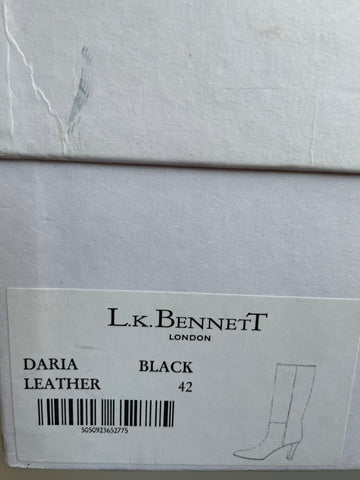 L.K.BENNETT
LONDON
DARIA BLACK
LEATHER 42
5050923652775